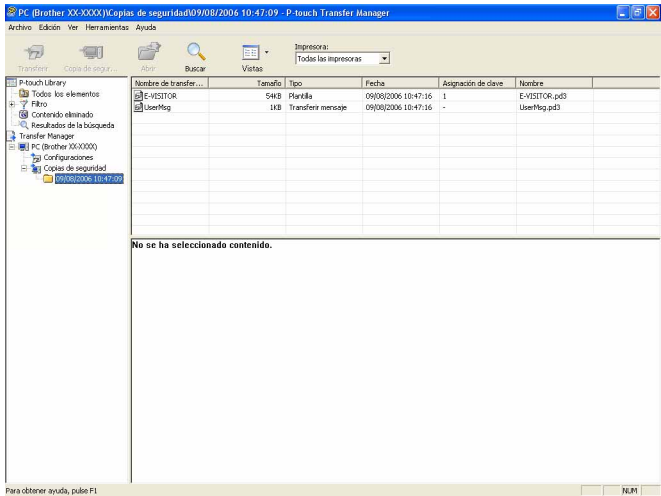 PC (Brother XX-XXXX)\Copias de seguridad\09/08/2006 10:47:09 - P-touch Transfer Manager
Archivo Edición Ver Herramientas Ayuda
Transferir Copia de segur... Abrir Buscar Vistas
Impresora:
Todas las impresoras
P-touch Library
Todos los elementos
Filtro
Contenido eliminado
Resultados de la búsqueda
Transfer Manager
PC (Brother XX-XXXX)
Configuraciones
Copias de seguridad
09/08/2006 10:47:09
Nombre de transfer... Tamaño Tipo Fecha Asignación de clave Nombre
E-VISITOR 54KB Plantilla 09/08/2006 10:47:16 1 E-VISITOR.pd3
UserMsg 1KB Transferir mensaje 09/08/2006 10:47:16 - UserMsg.pd3
No se ha seleccionado contenido.
Para obtener ayuda, pulse F1 NUM